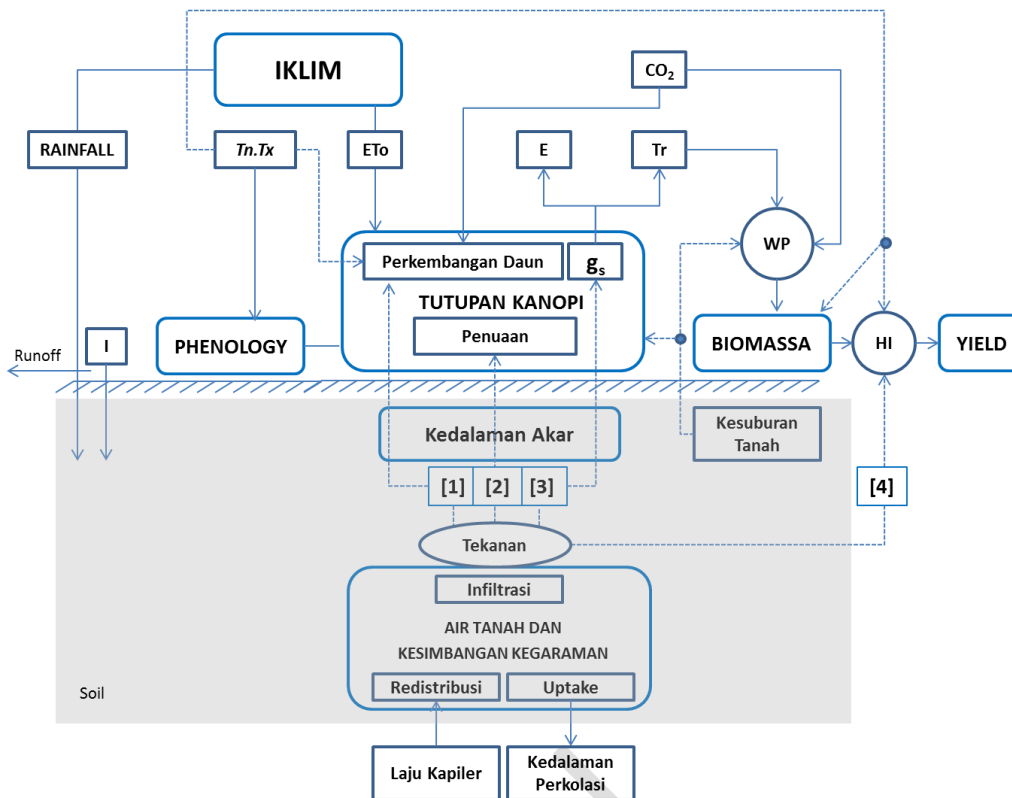 IKLIM
CO₂
RAINFALL
Tn.Tx
ETo
E
Tr
WP
Perkembangan Daun
gs
TUTUPAN KANOPI
Penuaan
PHENOLOGY
I
Runoff
BIOMASSA
HI
YIELD
Kedalaman Akar
Kesuburan
Tanah
[1]
[2]
[3]
[4]
Tekanan
Infiltrasi
AIR TANAH DAN
KESIMBANGAN KEGARAMAN
Redistribusi
Uptake
Soil
Laju Kapiler
Kedalaman
Perkolasi